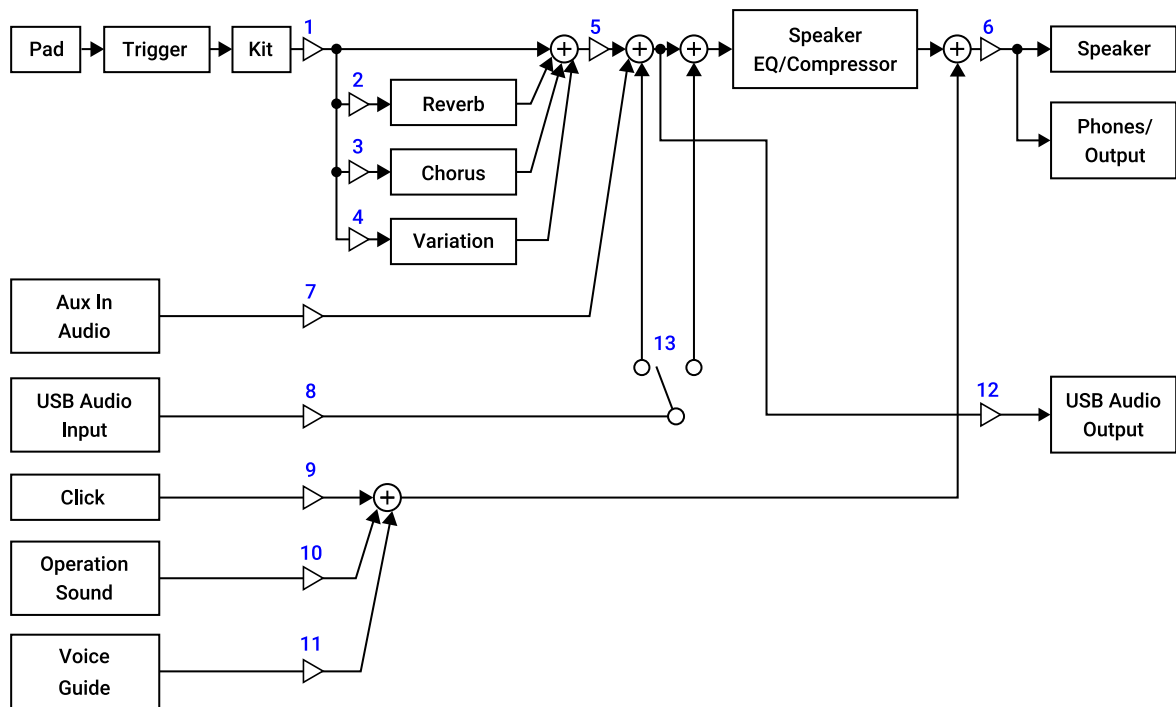 1
5
6
Pad
Trigger
Kit
+
+
+
Speaker
EQ/Compressor
+
Speaker
2
Reverb
Phones/
Output
3
Chorus
4
Variation
Aux In
Audio
7
13
USB Audio
Input
8
12
USB Audio
Output
Click
9
+
Operation
Sound
10
Voice
Guide
11